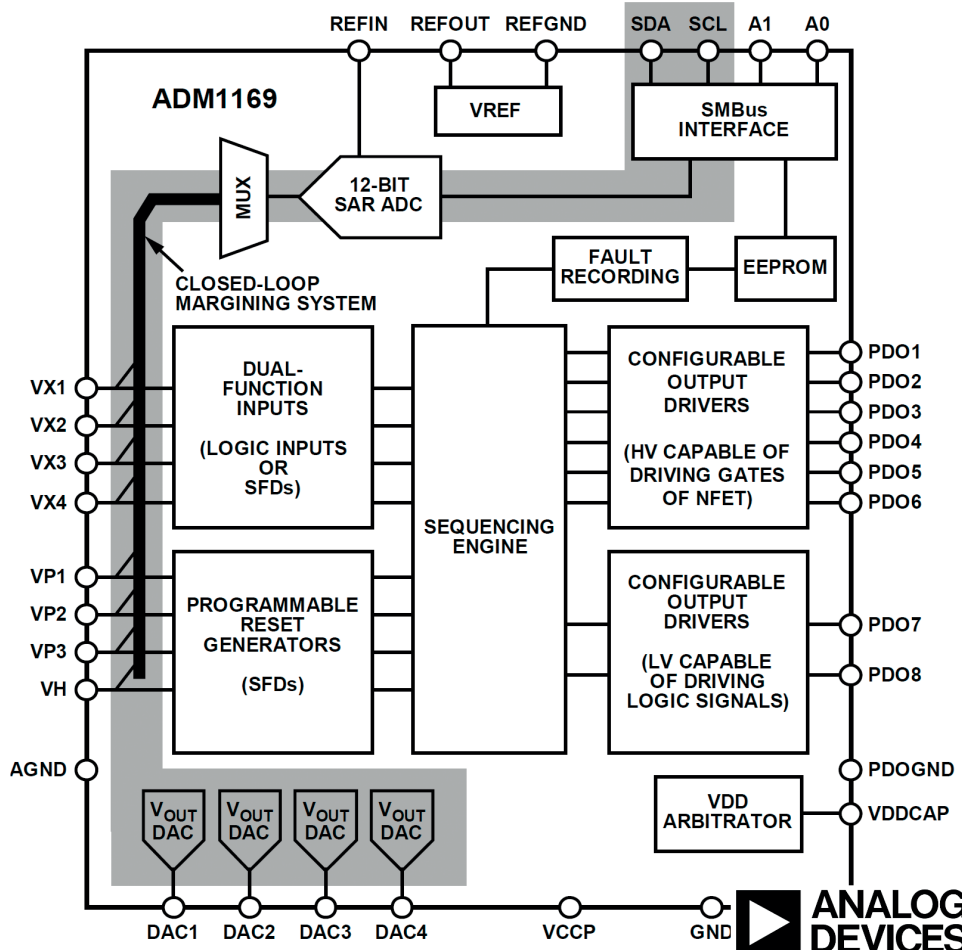 REFIN REFOUT REFGND SDA SCL A1 A0
ADM1169
VREF
SMBus
INTERFACE
MUX
12-BIT
SAR ADC
CLOSED-LOOP
MARGINING SYSTEM
FAULT
RECORDING
EEPROM
VX1
VX2
VX3
VX4
DUAL-
FUNCTION
INPUTS
(LOGIC INPUTS
OR
SFDs)
VP1
VP2
VP3
VH
PROGRAMMABLE
RESET
GENERATORS
(SFDs)
SEQUENCING
ENGINE
CONFIGURABLE
OUTPUT
DRIVERS
(HV CAPABLE OF
DRIVING GATES
OF NFET)
PDO1
PDO2
PDO3
PDO4
PDO5
PDO6
CONFIGURABLE
OUTPUT
DRIVERS
(LV CAPABLE
OF DRIVING
LOGIC SIGNALS)
PDO7
PDO8
AGND
PDOGND
VDD
ARBITRATOR
VDDCAP
VOUT
DAC
VOUT
DAC
VOUT
DAC
VOUT
DAC
DAC1 DAC2 DAC3 DAC4 VCCP GND
ANALOG
DEVICES